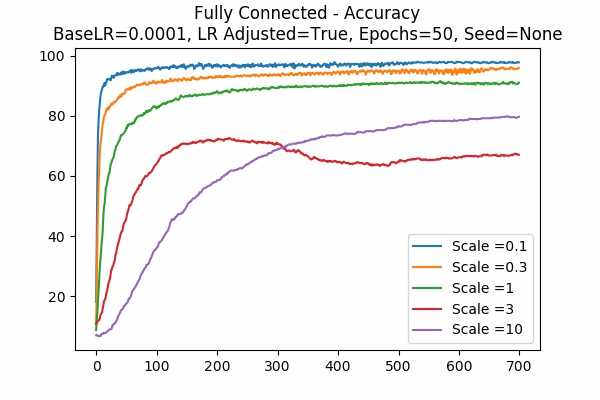 Fully Connected - Accuracy
BaseLR=0.0001, LR Adjusted=True, Epochs=50, Seed=None
100
80
60
40
20
Scale =0.1
Scale =0.3
Scale =1
Scale =3
Scale =10
0 100 200 300 400 500 600 700